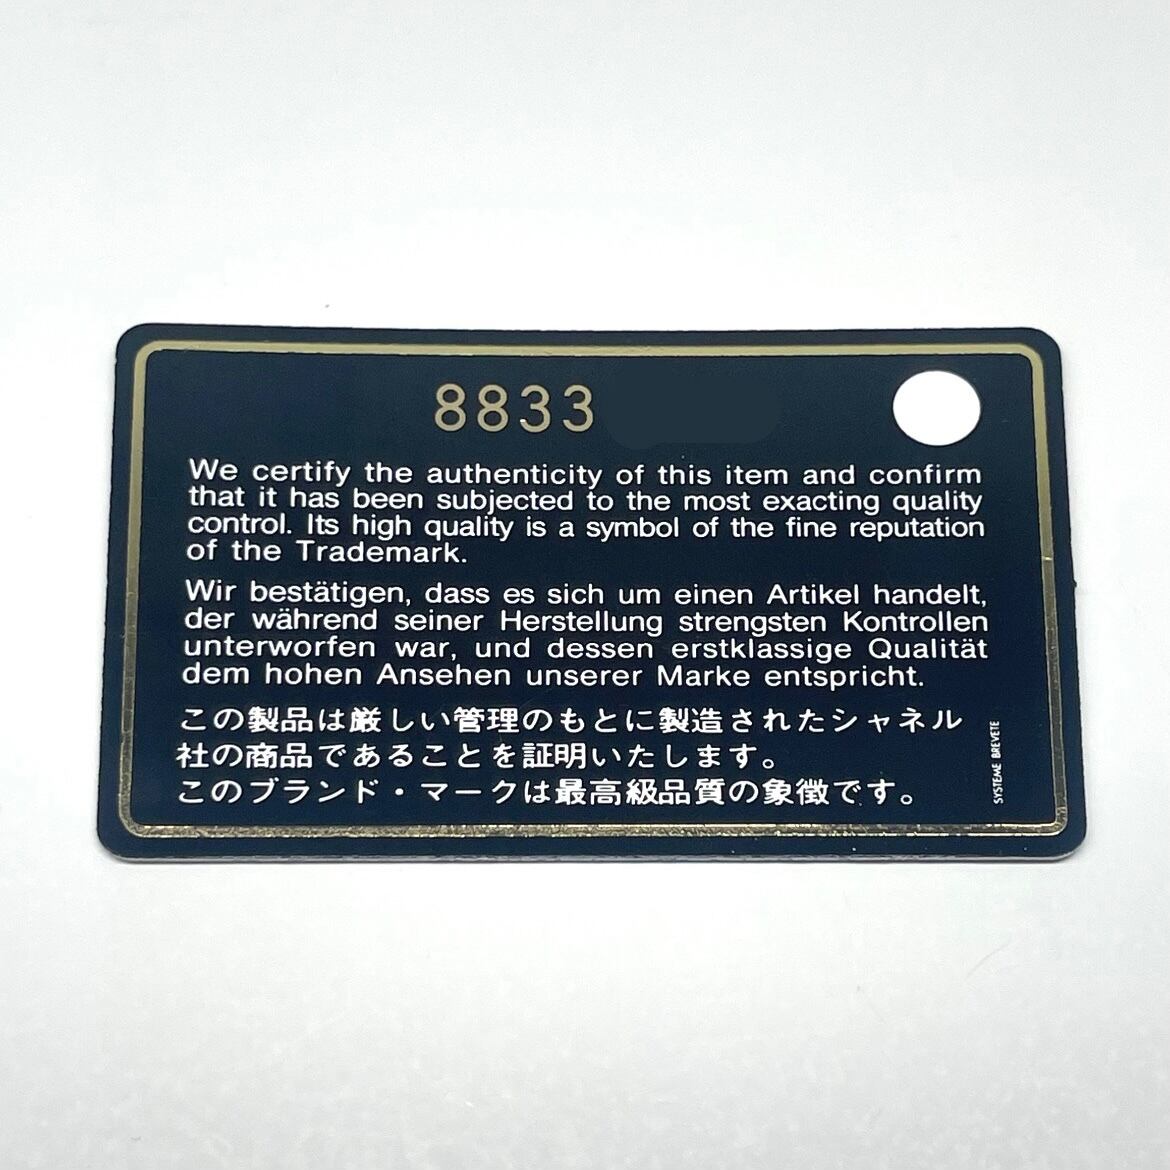 8833
We certify the authenticity of this item and confirm
that it has been subjected to the most exacting quality
control. Its high quality is a symbol of the fine reputation
of the Trademark.
Wir bestätigen, dass es sich um einen Artikel handelt,
der während seiner Herstellung strengsten Kontrollen
unterworfen war, und dessen erstklassige Qualität
dem hohen Ansehen unserer Marke entspricht.
この製品は厳しい管理のもとに製造されたシャネル
社の商品であることを証明いたします。
このブランド・マークは最高級品質の象徴です。
SYSTEME BREVETE